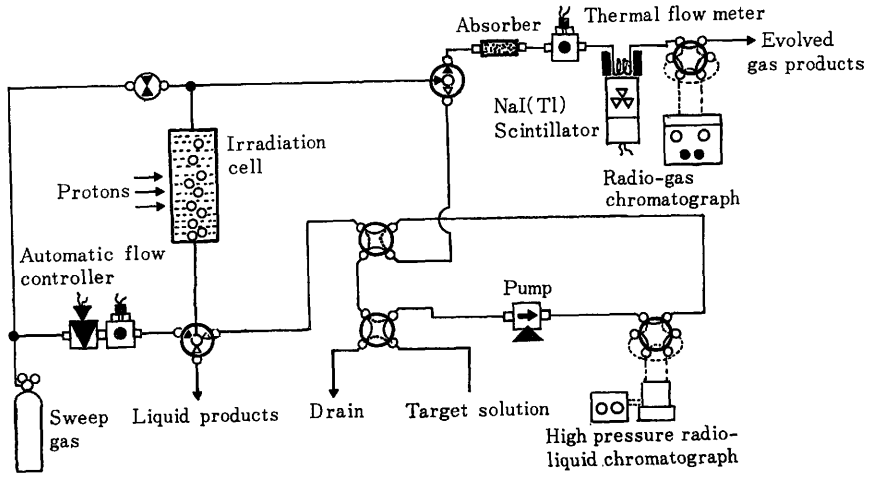 Absorber
Thermal flow meter
Evolved
gas products
NaI(Tl)
Scintillator
Radio-gas
chromatograph
Irradiation
cell
Protons
Automatic flow
controller
Pump
Sweep
gas
Liquid products
Drain
Target solution
High pressure radio-
liquid chromatograph